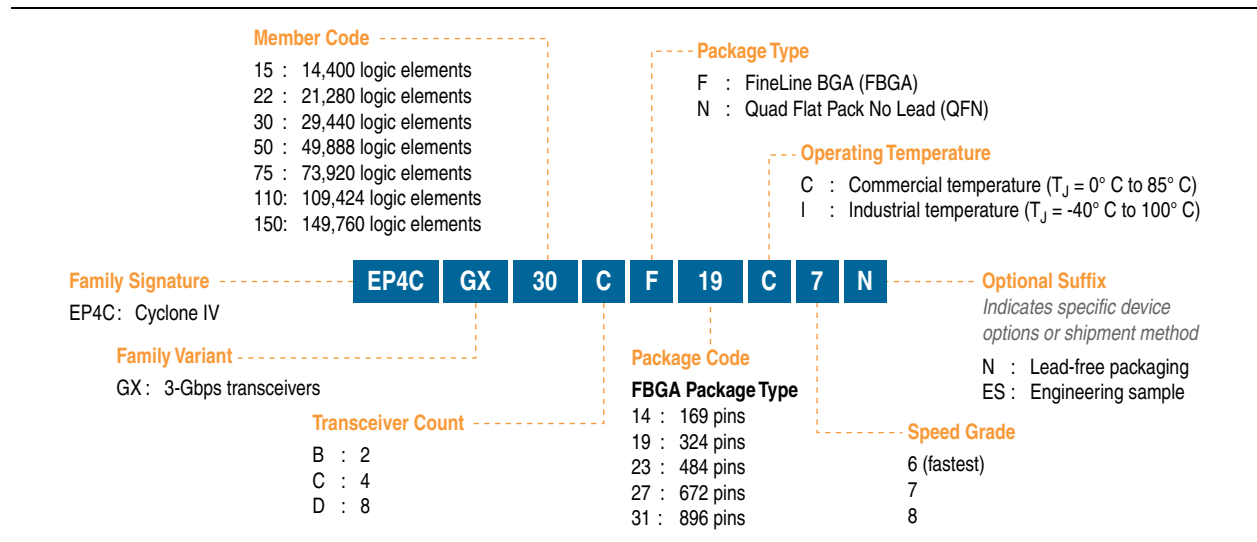 Member Code
15 : 14,400 logic elements
22 : 21,280 logic elements
30 : 29,440 logic elements
50 : 49,888 logic elements
75 : 73,920 logic elements
110: 109,424 logic elements
150: 149,760 logic elements
Package Type
F : FineLine BGA (FBGA)
N : Quad Flat Pack No Lead (QFN)
Operating Temperature
C : Commercial temperature (TJ = 0° C to 85° C)
I : Industrial temperature (TJ = -40° C to 100° C)
EP4C GX 30 C F 19 C 7 N
Family Signature
EP4C : Cyclone IV
Family Variant
GX : 3-Gbps transceivers
Transceiver Count
B : 2
C : 4
D : 8
Package Code
FBGA Package Type
14 : 169 pins
19 : 324 pins
23 : 484 pins
27 : 672 pins
31 : 896 pins
Speed Grade
6 (fastest)
7
8
Optional Suffix
Indicates specific device
options or shipment method
N : Lead-free packaging
ES : Engineering sample